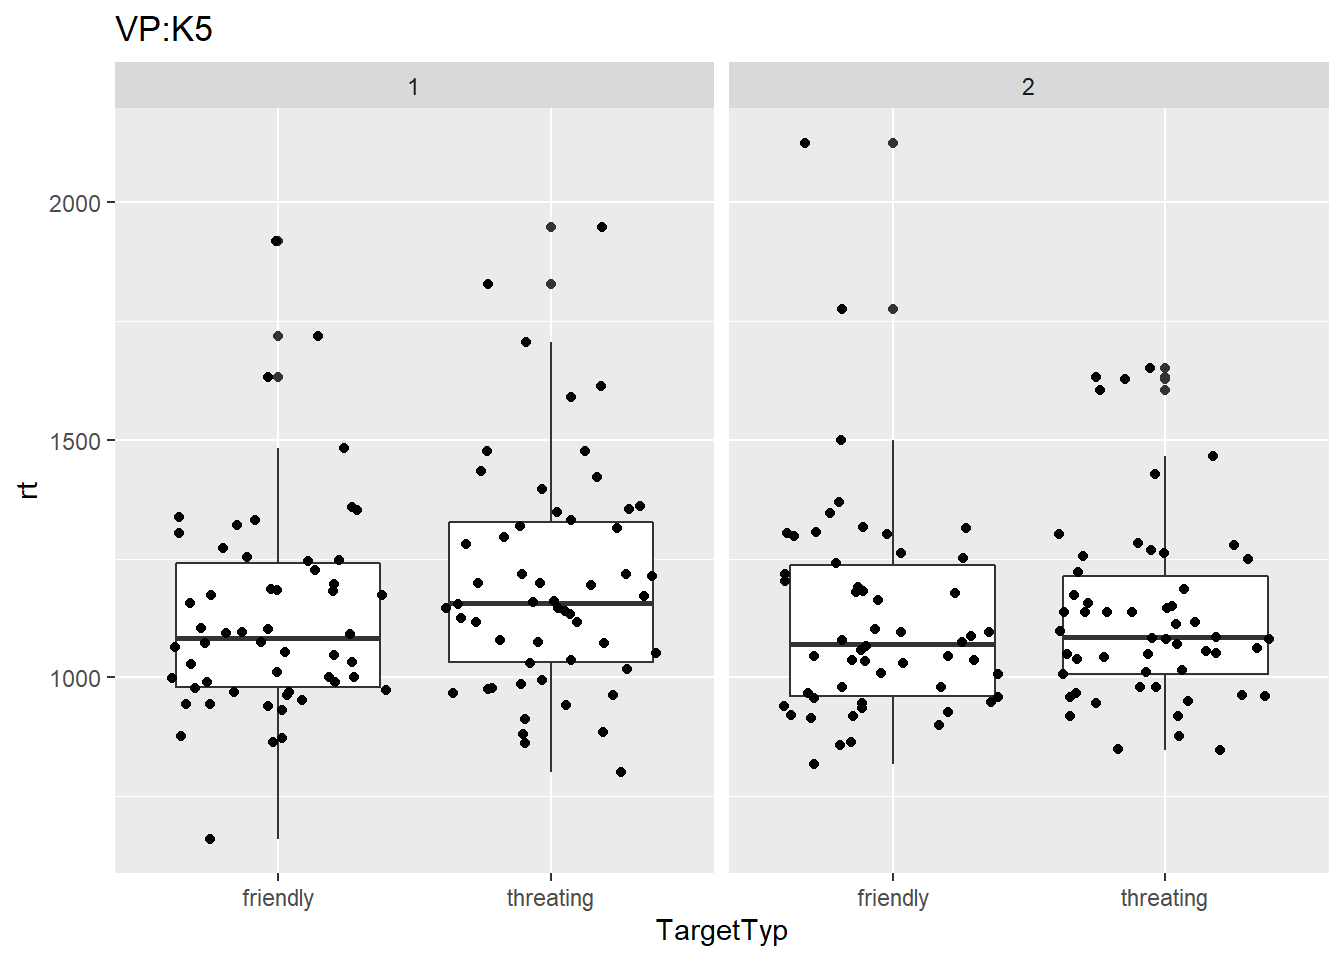 VP:K5
1
2
rt
2000
1500
1000
friendly
threating
friendly
threating
TargetTyp